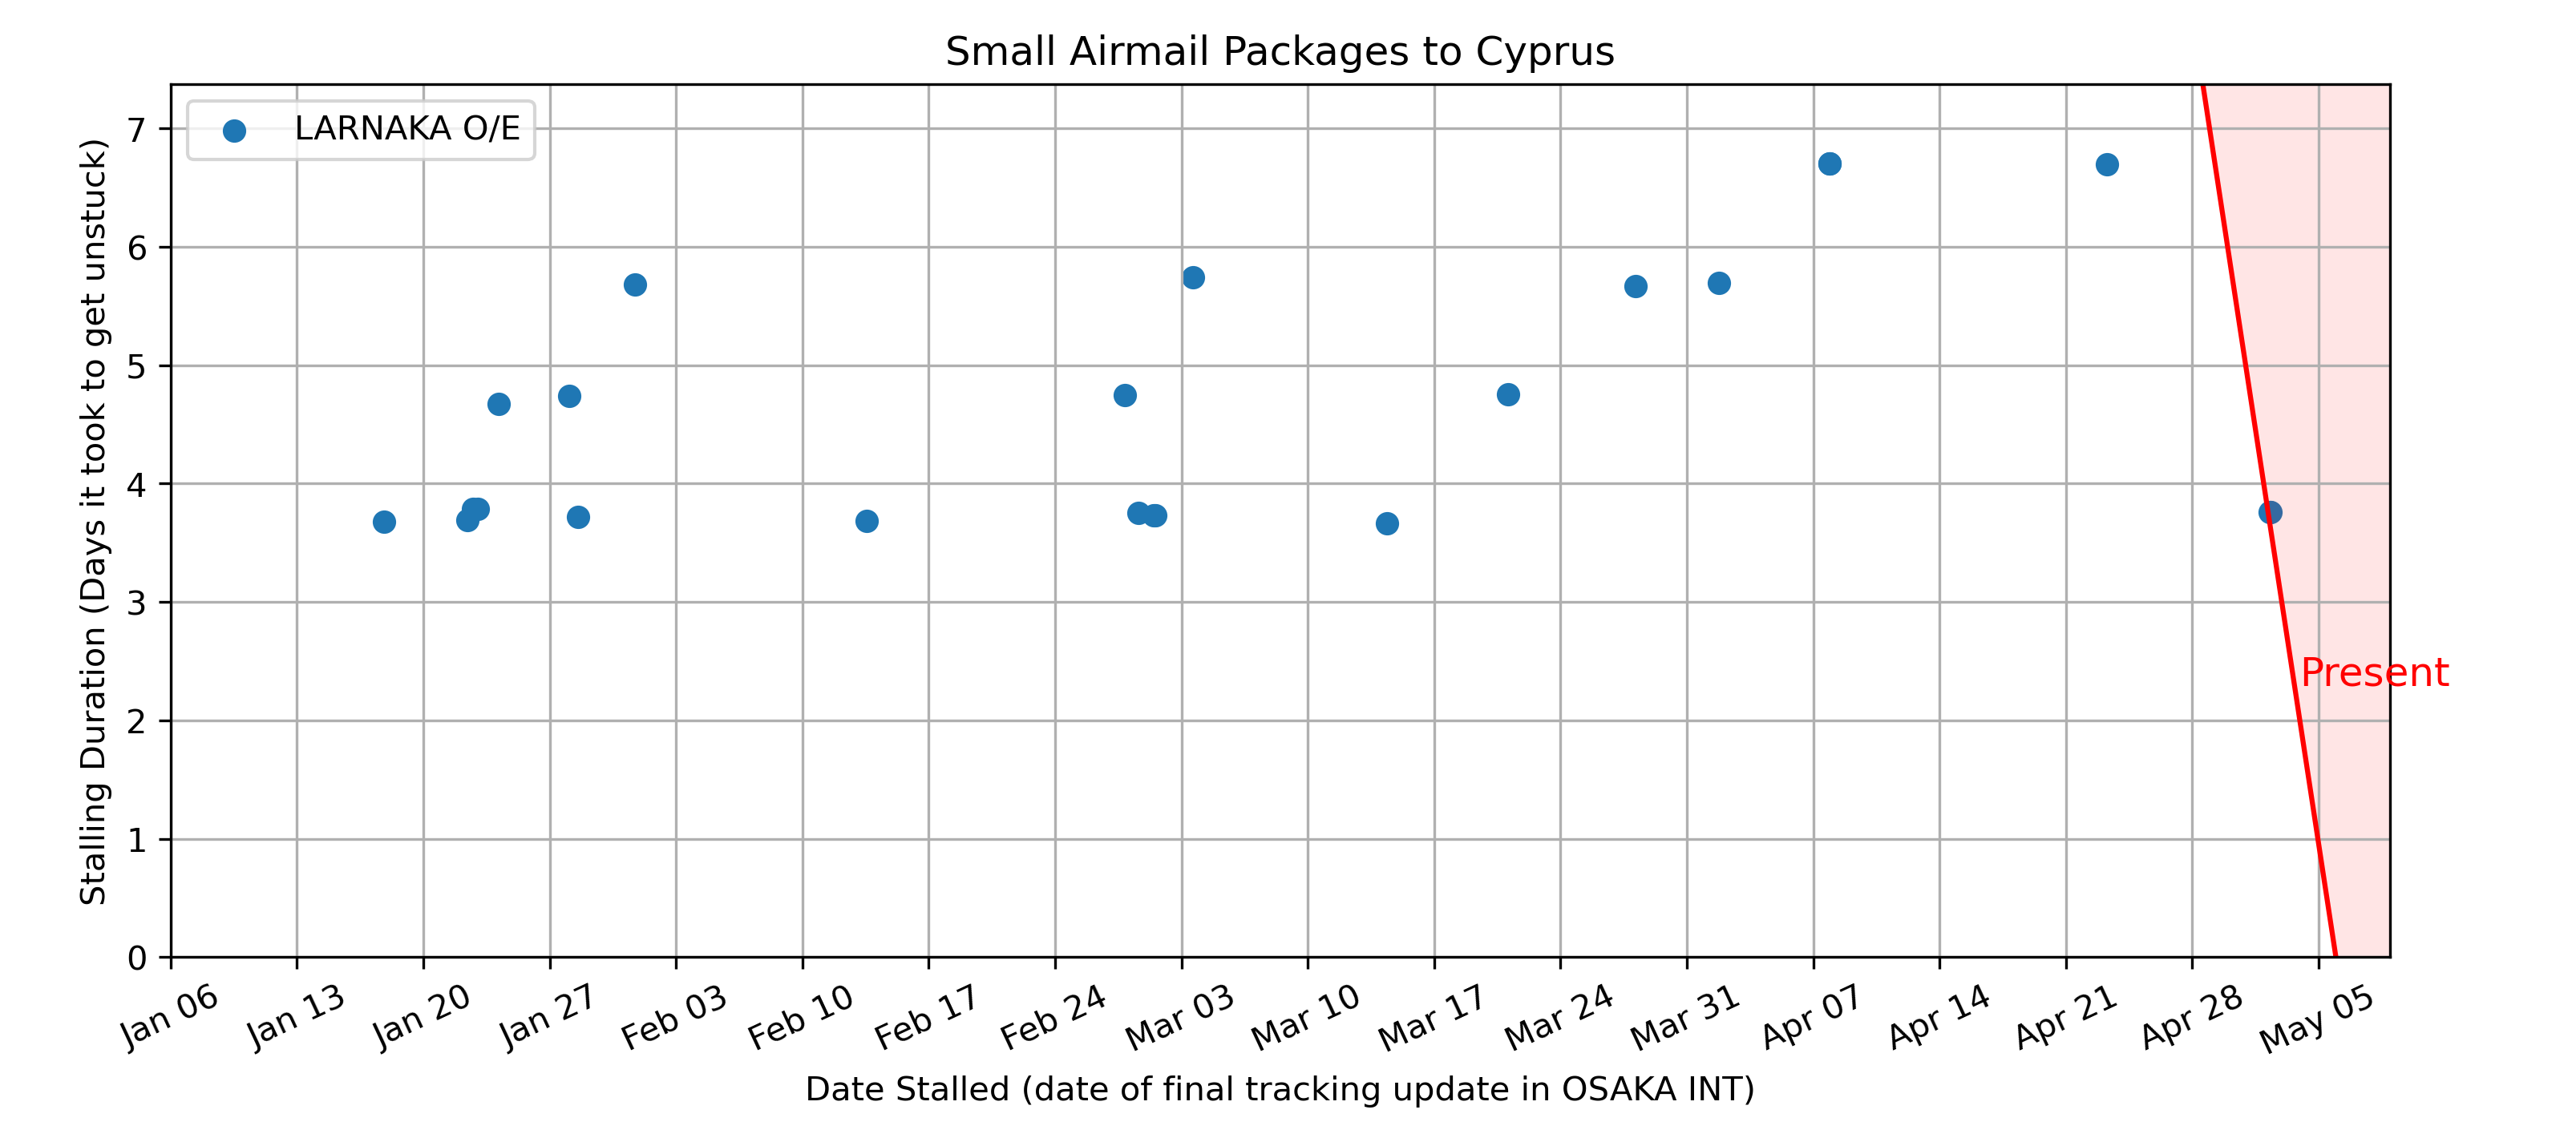 Small Airmail Packages to Cyprus
LARNAKA O/E
Stalling Duration (Days it took to get unstuck)
7
6
5
4
3
2
1
0
Present
Jan 06
Jan 13
Jan 20
Jan 27
Feb 03
Feb 10
Feb 17
Feb 24
Mar 03
Mar 10
Mar 17
Mar 24
Mar 31
Apr 07
Apr 14
Apr 21
Apr 28
May 05
Date Stalled (date of final tracking update in OSAKA INT)